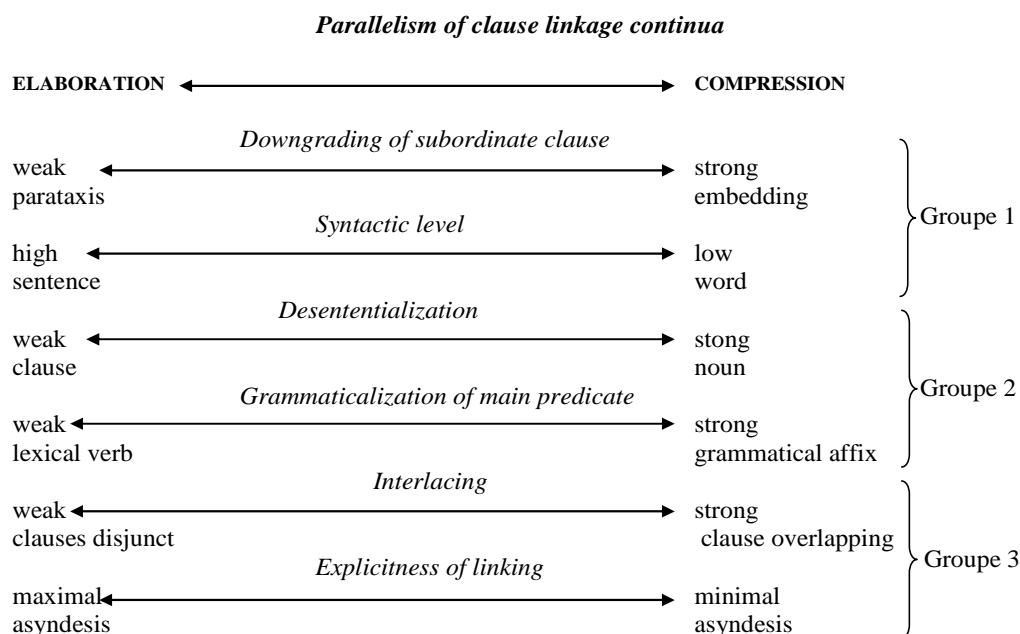 Parallelism of clause linkage continua
ELABORATION COMPRESSION
Downgrading of subordinate clause
weak strong
parataxis embedding
Groupe 1
Syntactic level
high low
sentence word
Desententialization
weak stong
clause noun
Groupe 2
Grammaticalization of main predicate
weak strong
lexical verb grammatical affix
Interlacing
weak strong
clauses disjunct clause overlapping
Groupe 3
Explicitness of linking
maximal minimal
asyndesis asyndesis